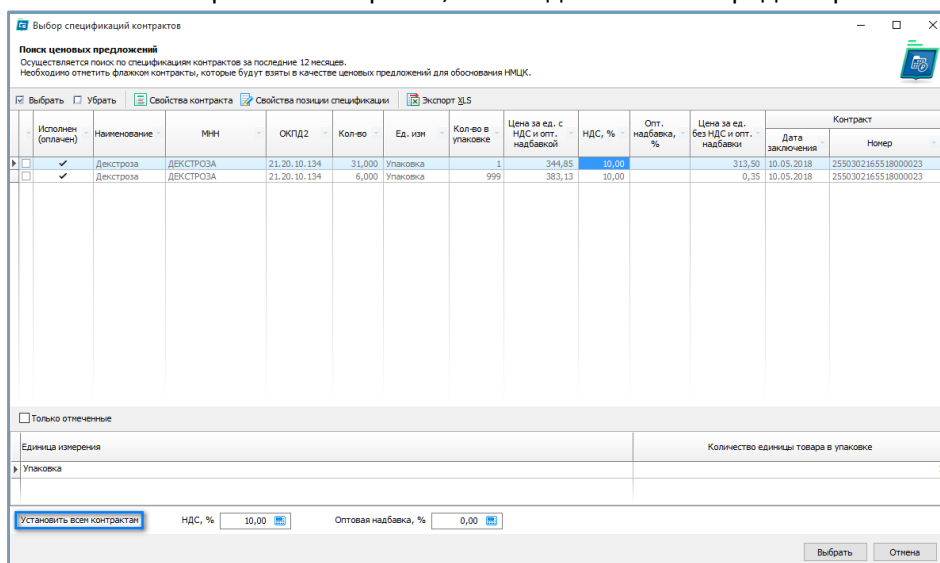 Выбор спецификаций контрактов
Поиск ценовых предложений
Осуществляется поиск по спецификациям контрактов за последние 12 месяцев.
Необходимо отметить флажком контракты, которые будут взяты в качестве ценовых предложений для обоснования НМЦК.
Выбрать Убрать Свойства контракта Свойства позиции спецификации Экспорт XLS
Исполнен (оплачен) Наименование МНН ОКПД2 Кол-во Ед. изм Кол-во в упаковке Цена за ед. с НДС и опт. надбавкой НДС, % Опт. надбавка, % Цена за ед. без НДС и опт. надбавки Контракт
Дата заключения Номер
Декстроза ДЕКСТРОЗА 21.20.10.134 31,000 Упаковка 1 344,85 10,00 313,50 10.05.2018 2550302165518000023
Декстроза ДЕКСТРОЗА 21.20.10.134 6,000 Упаковка 999 383,13 10,00 0,35 10.05.2018 2550302165518000023
Только отмеченные
Единица измерения Количество единицы товара в упаковке
Упаковка
Установить всем контрактам НДС, % 10,00 Оптовая надбавка, % 0,00
Выбрать Отмена